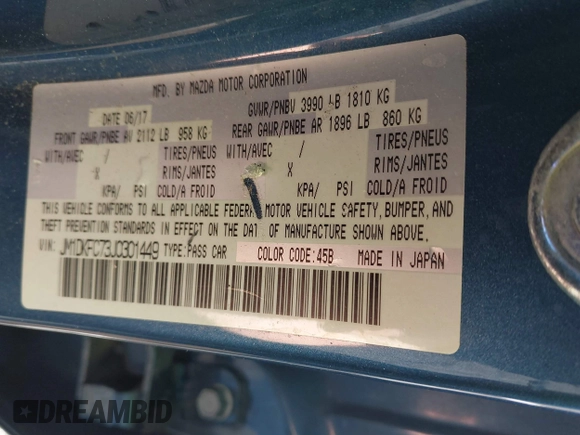 MFD. BY MAZDA MOTOR CORPORATION
DATE 06/17 GVWR/PNBV 3990 LB 1810 KG
FRONT GAWR/PNBE AV 2112 LB 958 KG REAR GAWR/PNBE AR 1896 LB 860 KG
WITH/AVEC / TIRES/PNEUS WITH/AVEC / TIRES/PNEUS
X RIMS/JANTES X RIMS/JANTES
KPA/ PSI COLD/A FROID KPA/ PSI COLD/A FROID
THIS VEHICLE CONFORMS TO ALL APPLICABLE FEDERAL MOTOR VEHICLE SAFETY, BUMPER, AND
THEFT PREVENTION STANDARDS IN EFFECT ON THE DATE OF MANUFACTURE SHOWN ABOVE.
VIN: JM1DKFC73J0301449 TYPE: PASS CAR COLOR CODE: 45B MADE IN JAPAN
DREAMBID